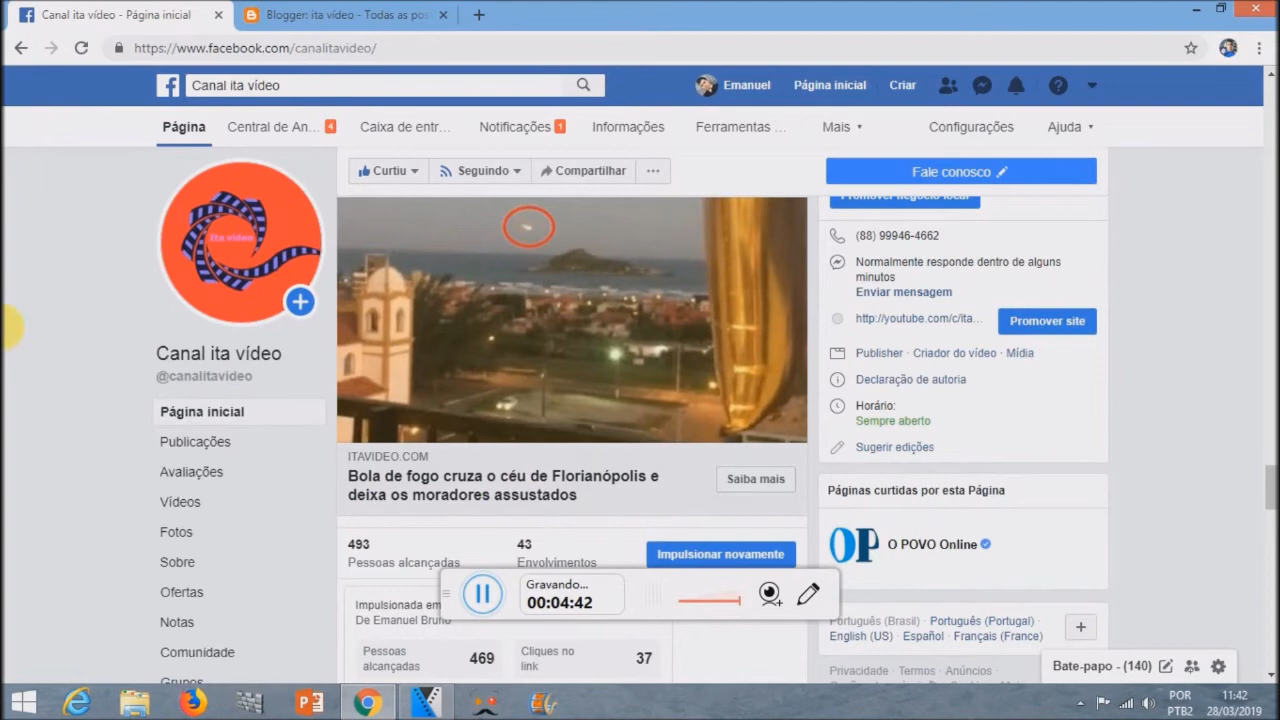 Canal ita vídeo - Página inicial
Blogger: ita vídeo - Todas as pos
https://www.facebook.com/canalitavideo/
Canal ita vídeo
Emanuel
Página inicial
Criar
Página
Central de An... 4
Caixa de entr...
Notificações 1
Informações
Ferramentas ...
Mais
Configurações
Ajuda
Curtiu
Seguindo
Compartilhar
Fale conosco
Promover negócio local
ita vídeo
(88) 99946-4662
Normalmente responde dentro de alguns
minutos
Enviar mensagem
http://youtube.com/c/ita...
Promover site
Canal ita vídeo
@canalitavideo
Publisher · Criador do vídeo · Mídia
Declaração de autoria
Horário:
Sempre aberto
Sugerir edições
Página inicial
Publicações
Avaliações
Vídeos
Fotos
Sobre
Ofertas
Notas
Comunidade
Grupos
ITAVIDEO.COM
Bola de fogo cruza o céu de Florianópolis e
deixa os moradores assustados
Saiba mais
493
Pessoas alcançadas
43
Envolvimentos
Impulsionar novamente
Impulsionada em
De Emanuel Bruno
Pessoas
alcançadas
469
Cliques no
link
37
Gravando...
00:04:42
Páginas curtidas por esta Página
OP
O POVO Online
Português (Brasil) · Português (Portugal) ·
English (US) · Español · Français (France)
Privacidade · Termos · Anúncios ·
Bate-papo - (140)
POR
PTB2
11:42
28/03/2019